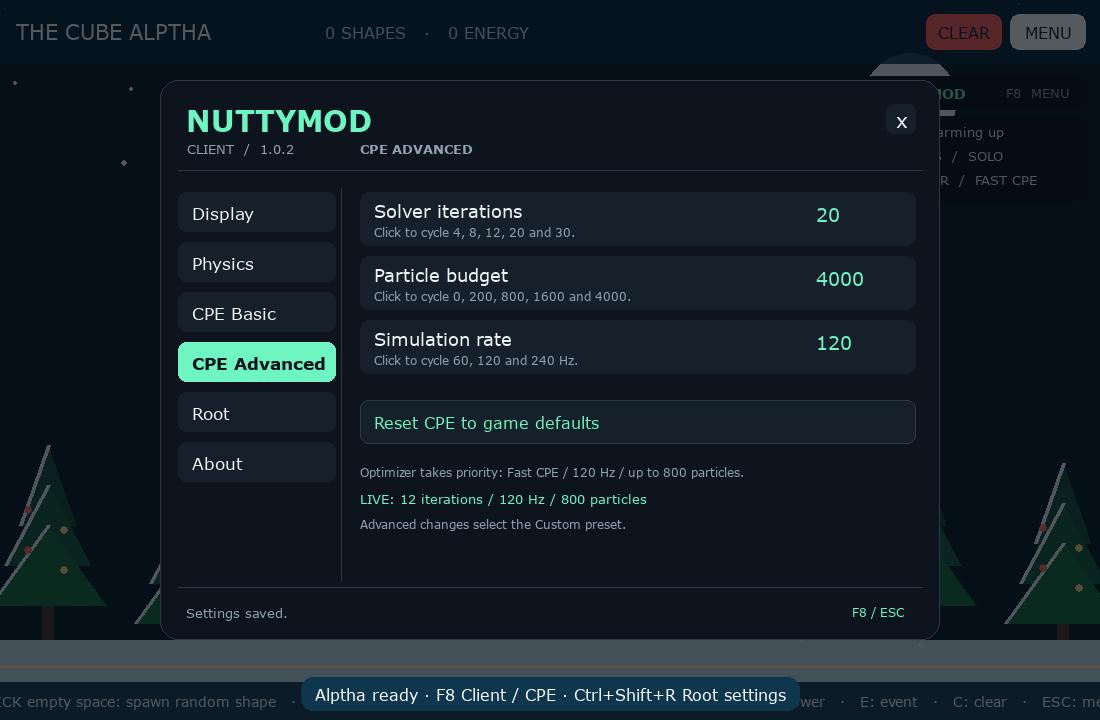 THE CUBE ALPTHA
0 SHAPES · 0 ENERGY
CLEAR
MENU
F8 MENU
NUTTYMOD
X
CLIENT / 1.0.2
CPE ADVANCED
/ SOLO
/ FAST CPE
Display
Physics
CPE Basic
CPE Advanced
Root
About
Solver iterations
20
Click to cycle 4, 8, 12, 20 and 30.
Particle budget
4000
Click to cycle 0, 200, 800, 1600 and 4000.
Simulation rate
120
Click to cycle 60, 120 and 240 Hz.
Reset CPE to game defaults
Optimizer takes priority: Fast CPE / 120 Hz / up to 800 particles.
LIVE: 12 iterations / 120 Hz / 800 particles
Advanced changes select the Custom preset.
Settings saved.
F8 / ESC
empty space: spawn random shape ·
Alptha ready · F8 Client / CPE · Ctrl+Shift+R Root settings
· E: event · C: clear · ESC: